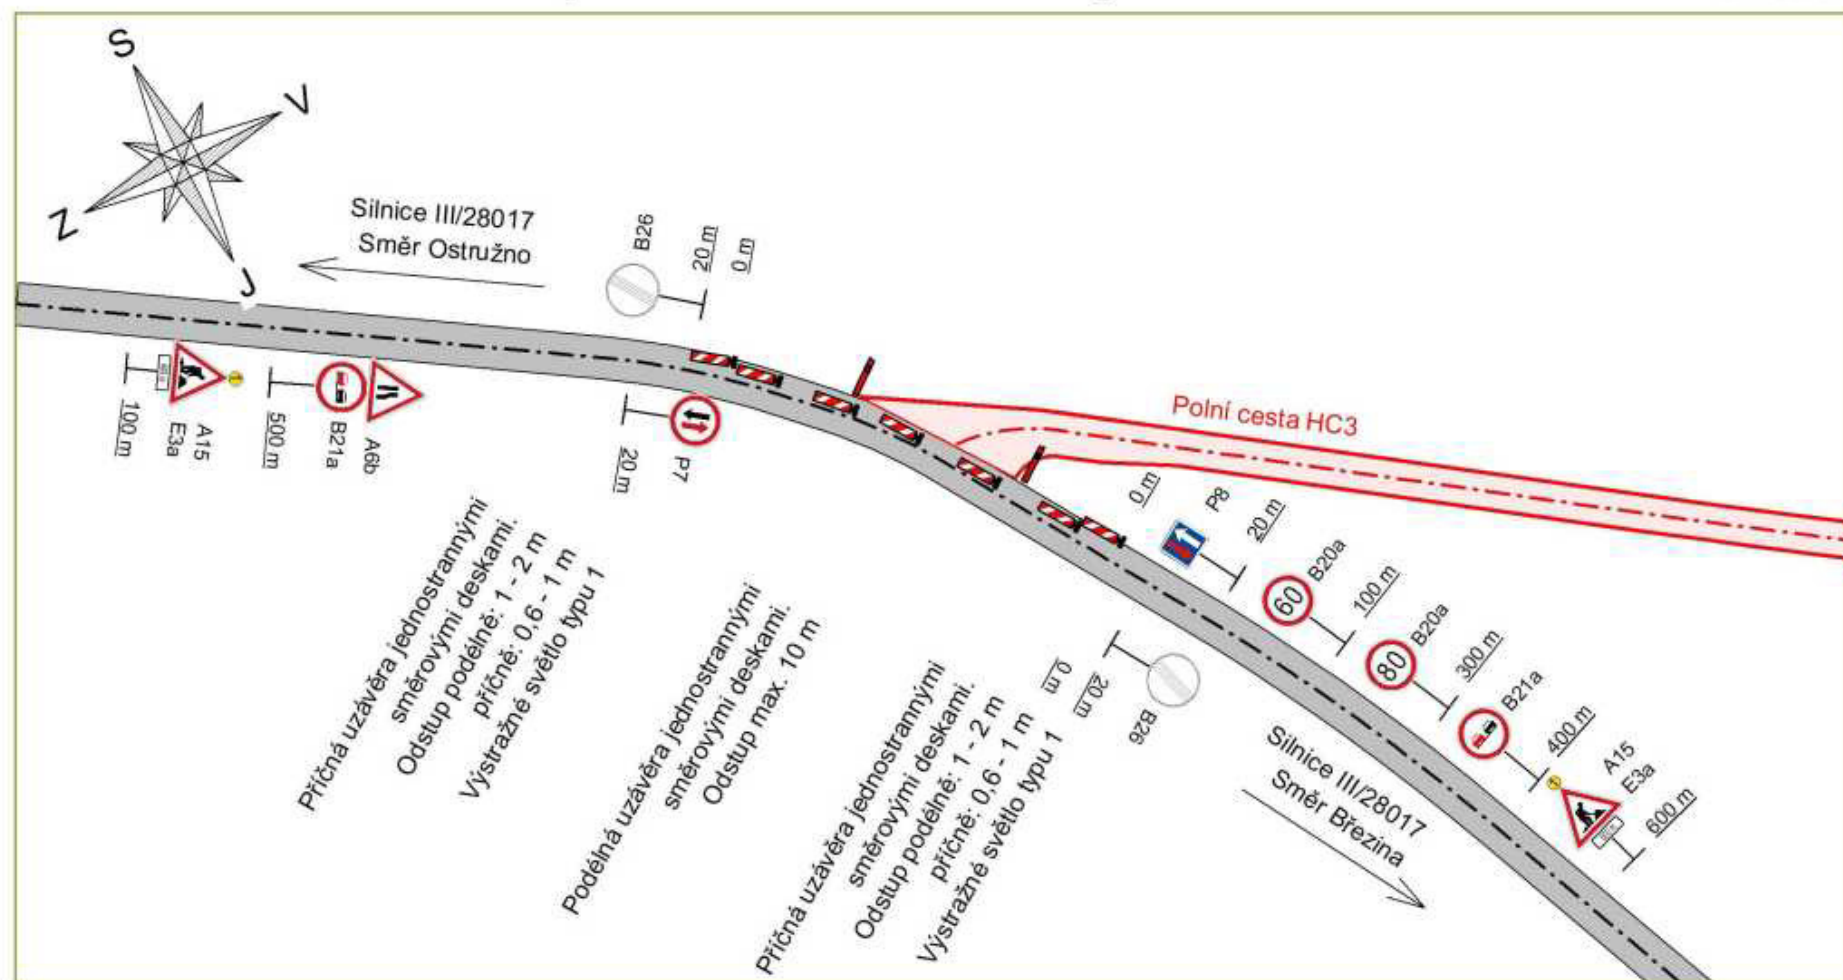 S
V
Z
J
Silnice III/28017
Směr Ostružno
B26
20 m
0 m
Polní cesta HC3
A15
E3a
100 m
A6b
B21a
500 m
P7
20 m
0 m
P8
20 m
60
B20a
100 m
80
B20a
300 m
B21a
400 m
A15
E3a
600 m
Příčná uzávěra jednostrannými
směrovými deskami.
Odstup podélně: 1 - 2 m
příčně: 0,6 - 1 m
Výstražné světlo typu 1
Podélná uzávěra jednostrannými
směrovými deskami.
Odstup max. 10 m
Příčná uzávěra jednostrannými
směrovými deskami.
Odstup podélně: 1 - 2 m
příčně: 0,6 - 1 m
Výstražné světlo typu 1
0 m
20 m
B26
Silnice III/28017
Směr Březina